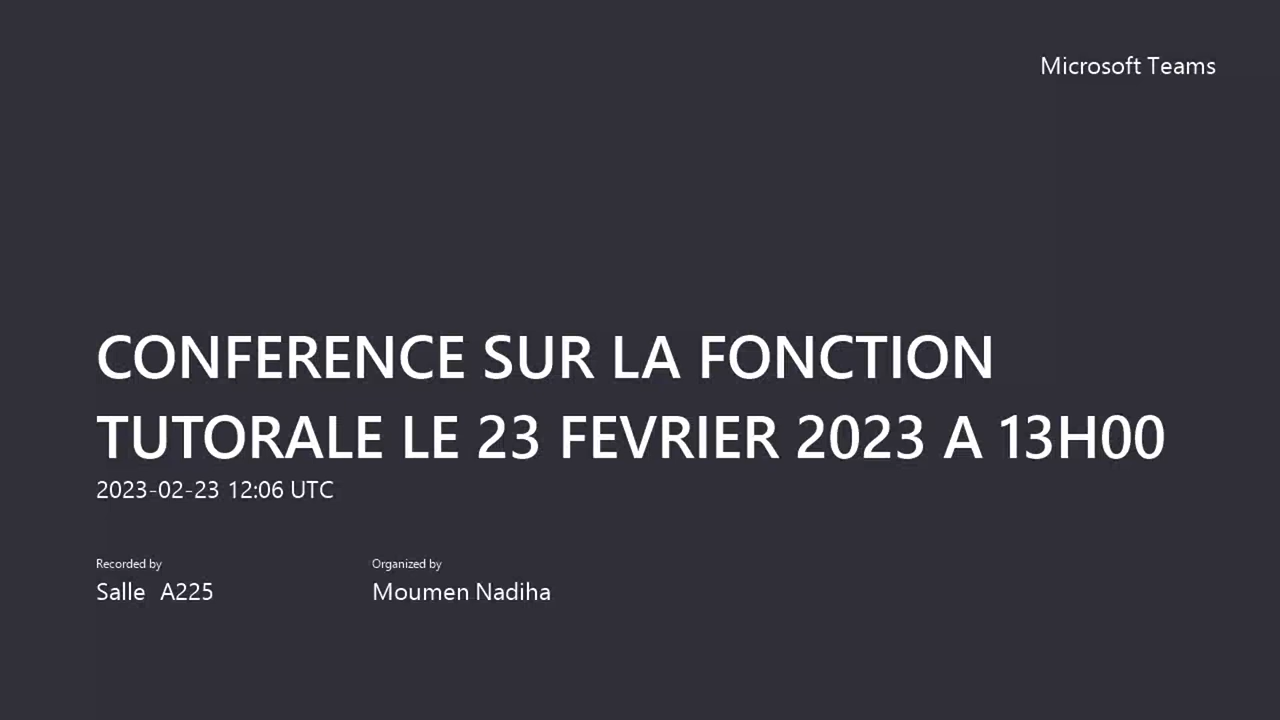 Microsoft Teams
CONFERENCE SUR LA FONCTION
TUTORALE LE 23 FEVRIER 2023 A 13H00
2023-02-23 12:06 UTC
Recorded by
Salle  A225
Organized by
Moumen Nadiha